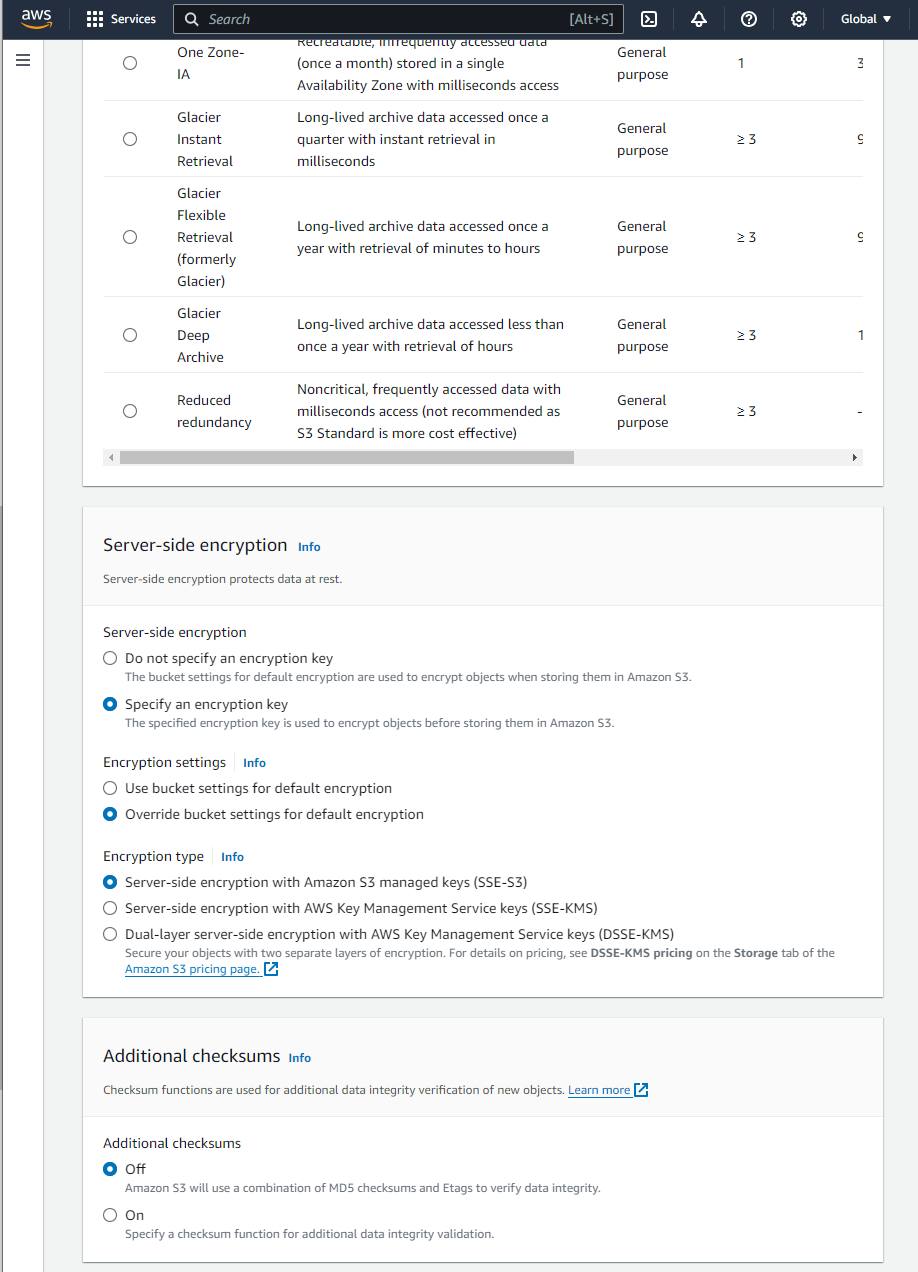 aws
Services
Search
[Alt+S]
Global
One Zone-
IA
Recreatable, infrequently accessed data
(once a month) stored in a single
Availability Zone with milliseconds access
General
purpose
1
3
Glacier
Instant
Retrieval
Long-lived archive data accessed once a
quarter with instant retrieval in
milliseconds
General
purpose
≥ 3
9
Glacier
Flexible
Retrieval
(formerly
Glacier)
Long-lived archive data accessed once a
year with retrieval of minutes to hours
General
purpose
≥ 3
9
Glacier
Deep
Archive
Long-lived archive data accessed less than
once a year with retrieval of hours
General
purpose
≥ 3
1
Reduced
redundancy
Noncritical, frequently accessed data with
milliseconds access (not recommended as
S3 Standard is more cost effective)
General
purpose
≥ 3
-
Server-side encryption Info
Server-side encryption protects data at rest.
Server-side encryption
Do not specify an encryption key
The bucket settings for default encryption are used to encrypt objects when storing them in Amazon S3.
Specify an encryption key
The specified encryption key is used to encrypt objects before storing them in Amazon S3.
Encryption settings Info
Use bucket settings for default encryption
Override bucket settings for default encryption
Encryption type Info
Server-side encryption with Amazon S3 managed keys (SSE-S3)
Server-side encryption with AWS Key Management Service keys (SSE-KMS)
Dual-layer server-side encryption with AWS Key Management Service keys (DSSE-KMS)
Secure your objects with two separate layers of encryption. For details on pricing, see DSSE-KMS pricing on the Storage tab of the
Amazon S3 pricing page.
Additional checksums Info
Checksum functions are used for additional data integrity verification of new objects. Learn more
Additional checksums
Off
Amazon S3 will use a combination of MD5 checksums and Etags to verify data integrity.
On
Specify a checksum function for additional data integrity validation.